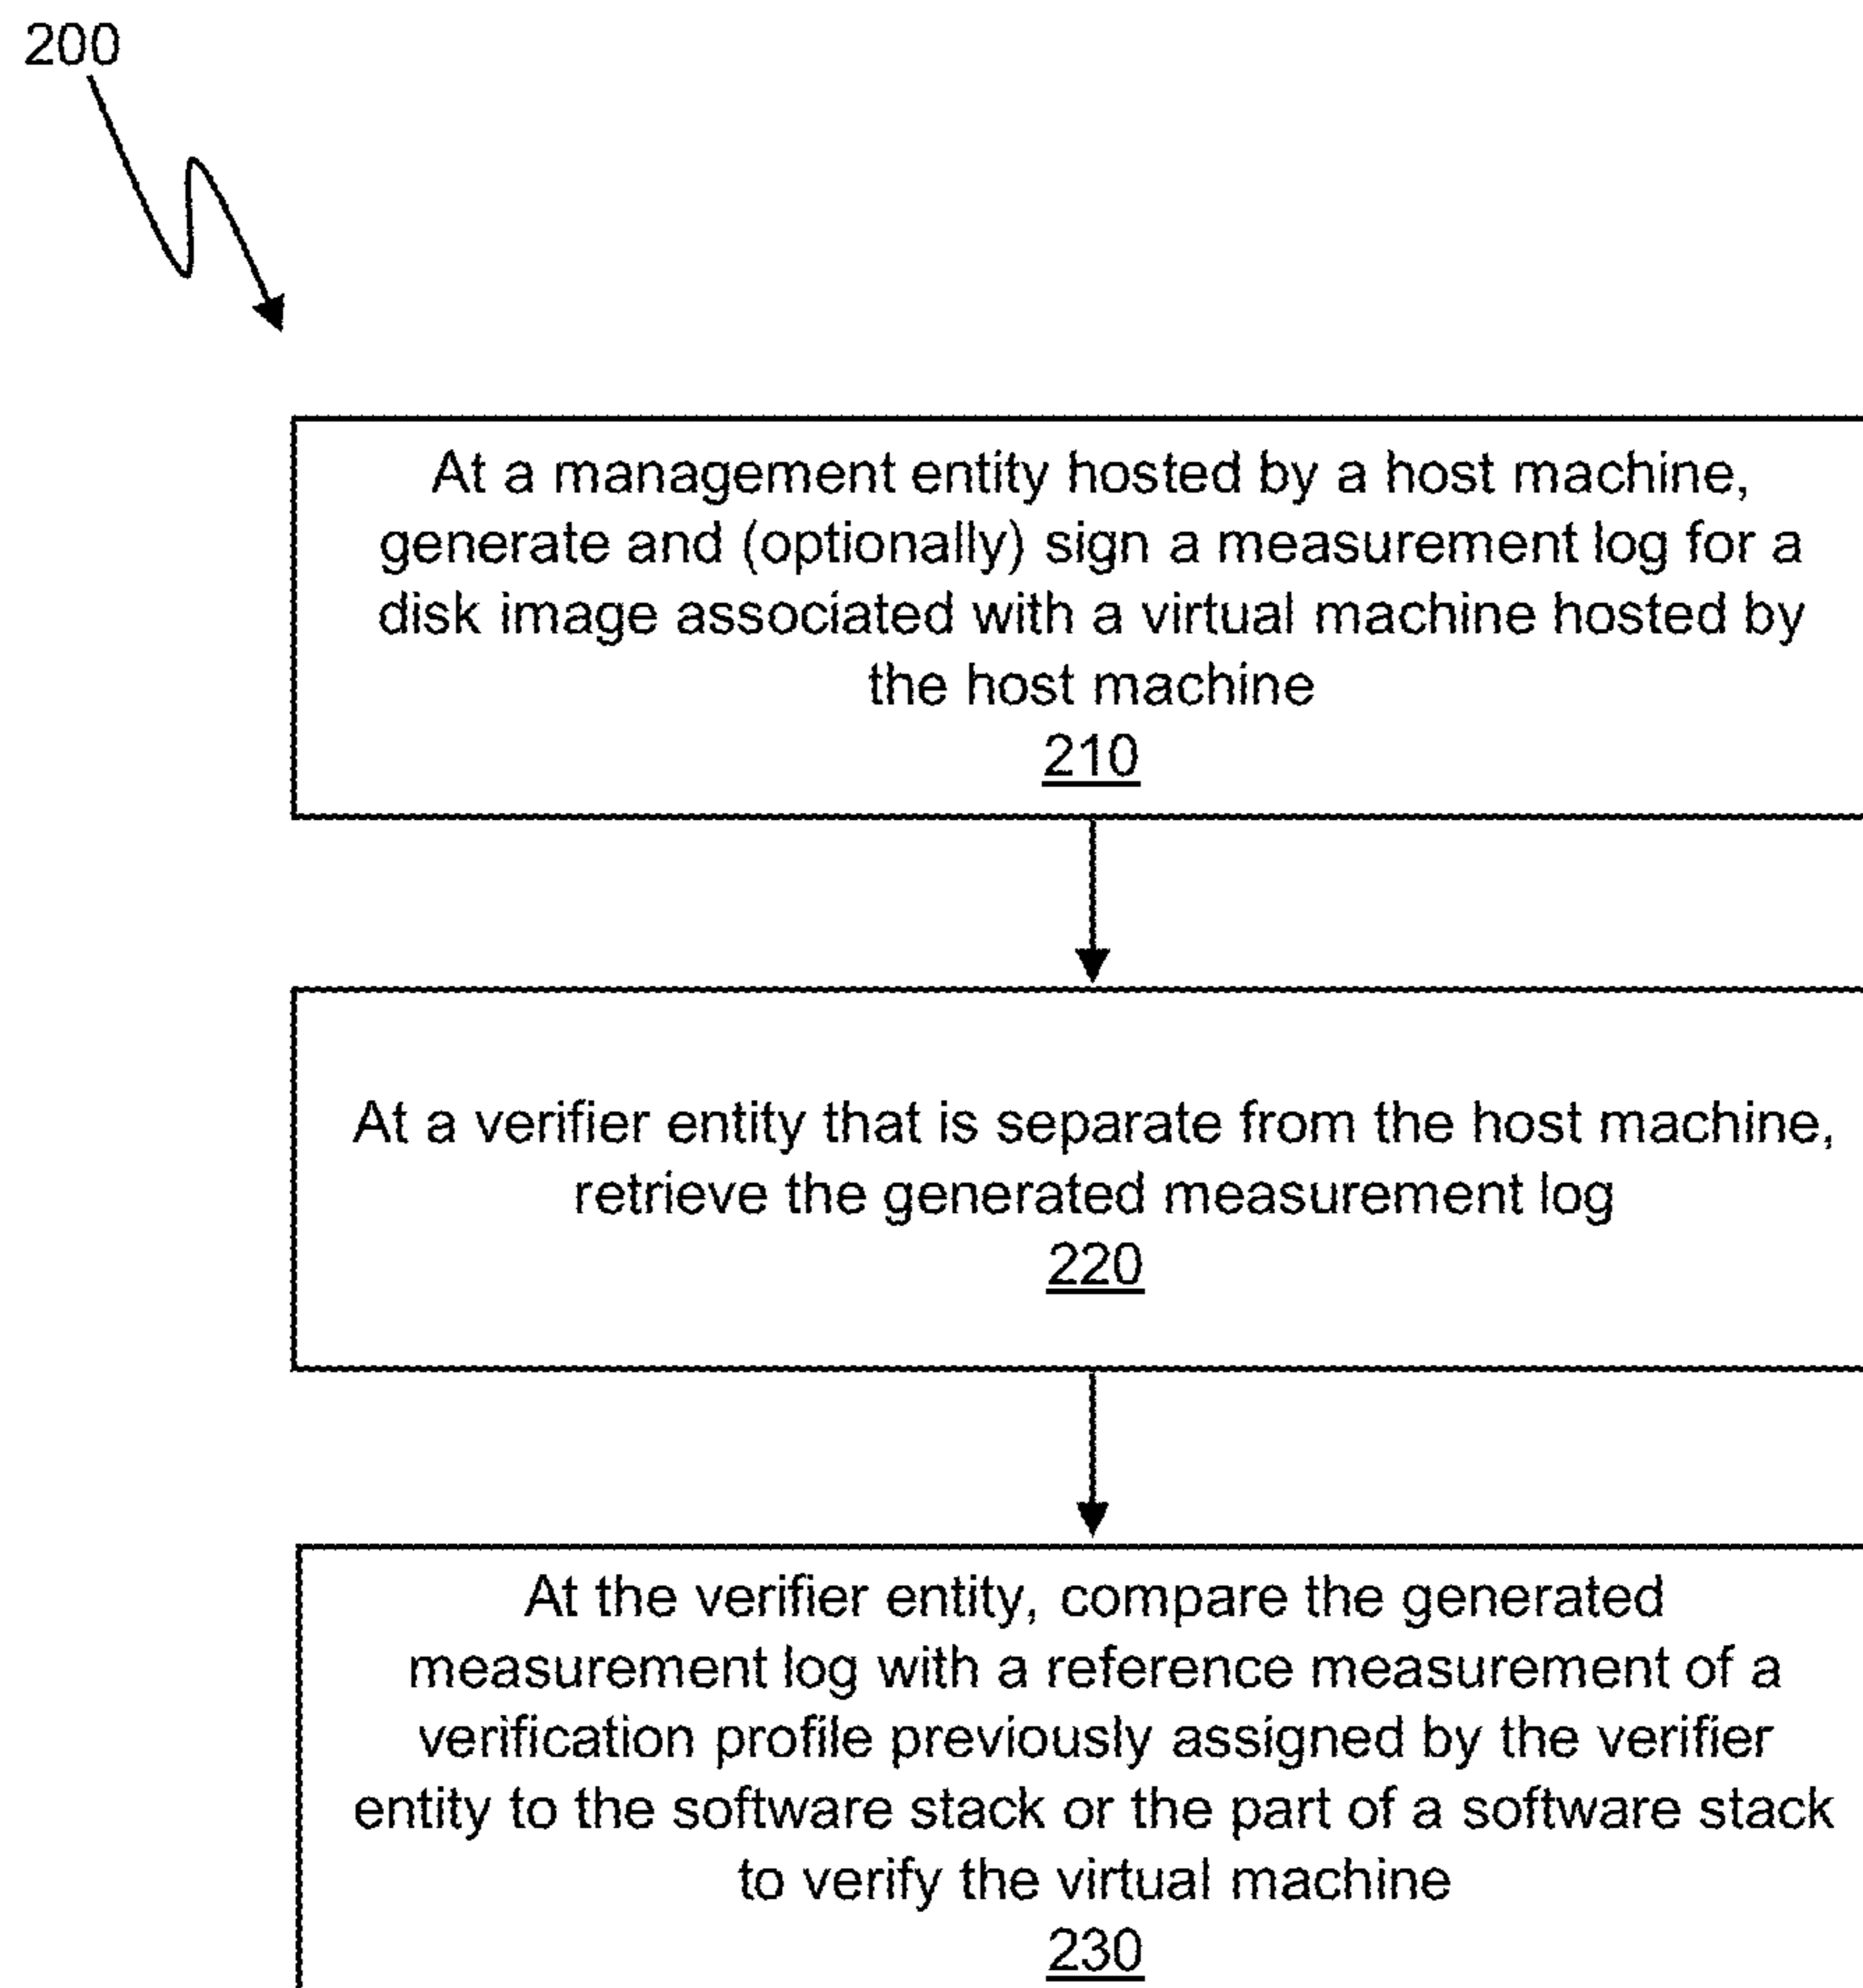 200
At a management entity hosted by a host machine,
generate and (optionally) sign a measurement log for a
disk image associated with a virtual machine hosted by
the host machine
210
At a verifier entity that is separate from the host machine,
retrieve the generated measurement log
220
At the verifier entity, compare the generated
measurement log with a reference measurement of a
verification profile previously assigned by the verifier
entity to the software stack or the part of a software stack
to verify the virtual machine
230